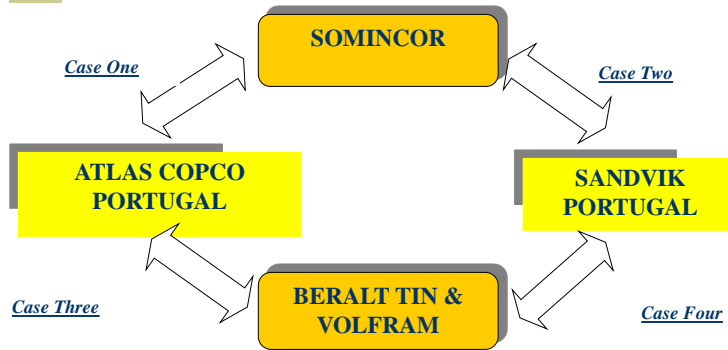 SOMINCOR
Case One
Case Two
ATLAS COPCO
PORTUGAL
SANDVIK
PORTUGAL
BERALT TIN &
VOLFRAM
Case Three
Case Four